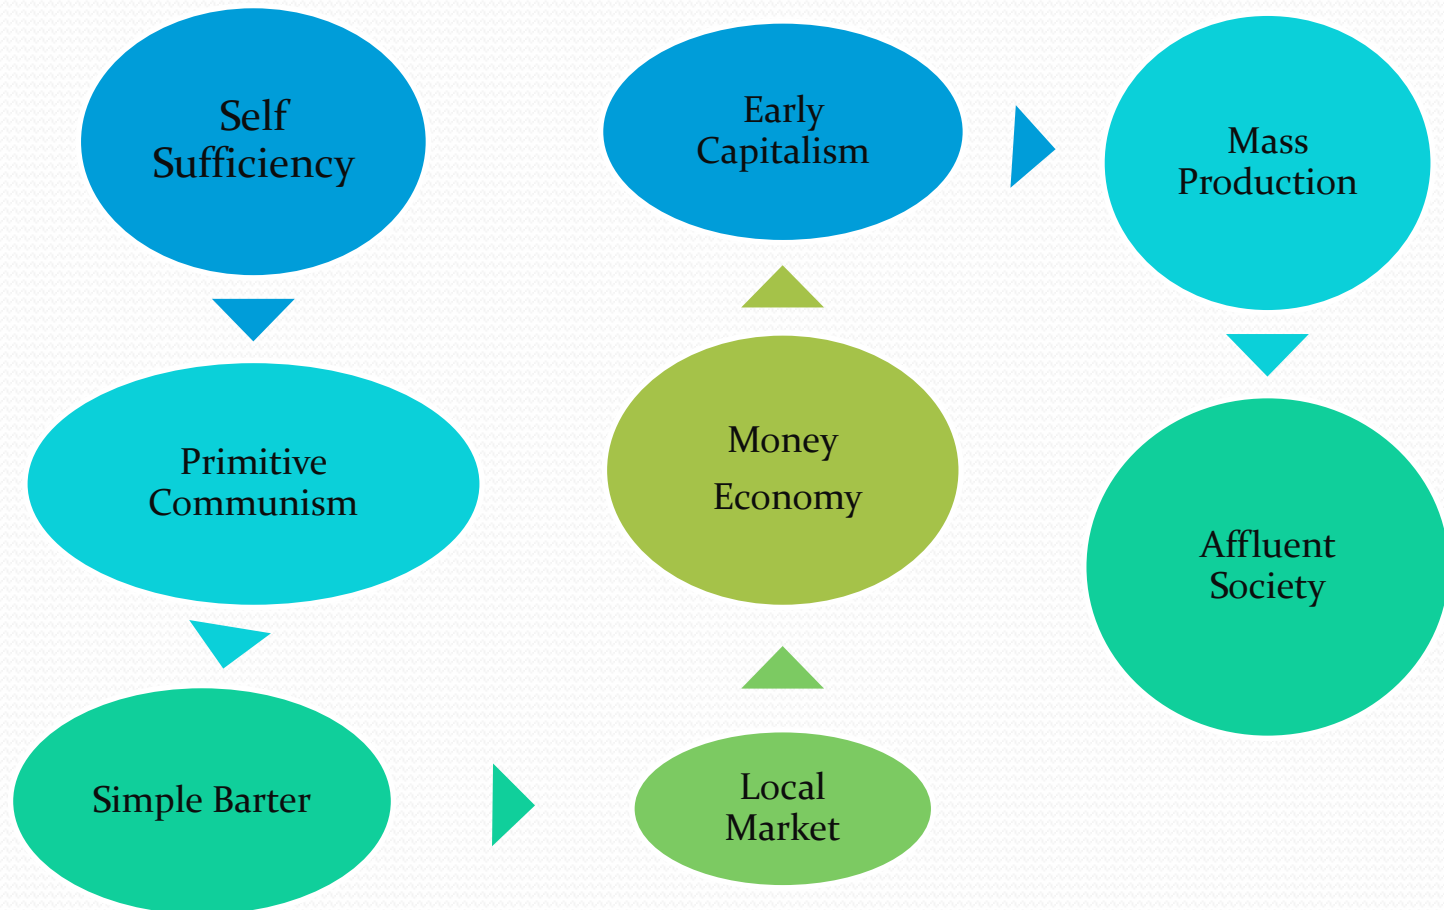 Self
Sufficiency
Primitive
Communism
Simple Barter
Local
Market
Money
Economy
Early
Capitalism
Mass
Production
Affluent
Society